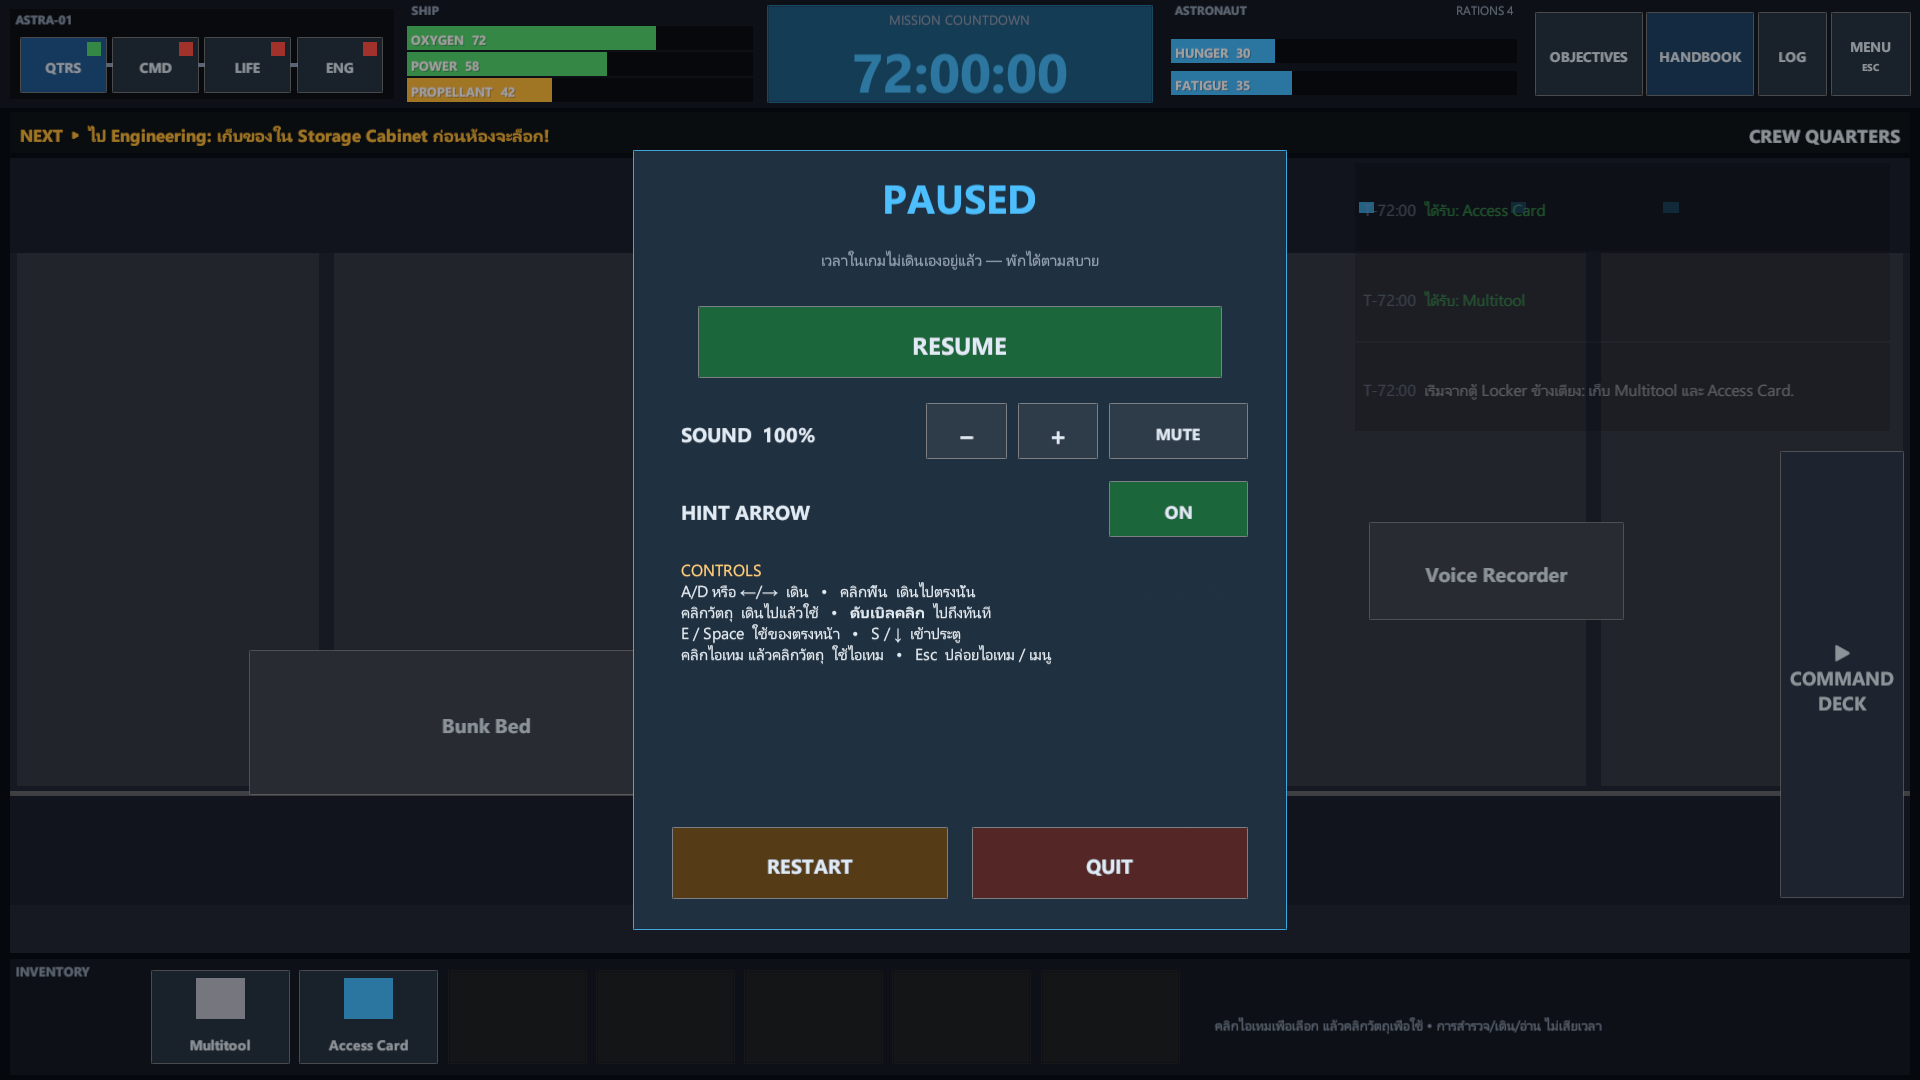 ASTRA-01
QTRS
CMD
LIFE
ENG
SHIP
OXYGEN 72
POWER 58
PROPELLANT 42
MISSION COUNTDOWN
72:00:00
ASTRONAUT
RATIONS 4
HUNGER 30
FATIGUE 35
OBJECTIVES
HANDBOOK
LOG
MENU
ESC
NEXT ▸ ไป Engineering: เก็บของใน Storage Cabinet ก่อนห้องจะล็อก!
CREW QUARTERS
PAUSED
เวลาในเกมไม่เดินเองอยู่แล้ว — พักได้ตามสบาย
RESUME
SOUND 100%
–
+
MUTE
HINT ARROW
ON
CONTROLS
A/D หรือ ←/→ เดิน • คลิกพื้น เดินไปตรงนั้น
คลิกวัตถุ เดินไปแล้วใช้ • ดับเบิลคลิก ไปถึงทันที
E / Space ใช้ของตรงหน้า • S / ↓ เข้าประตู
คลิกไอเทม แล้วคลิกวัตถุ ใช้ไอเทม • Esc ปล่อยไอเทม / เมนู
RESTART
QUIT
T-72:00 ได้รับ: Access Card
T-72:00 ได้รับ: Multitool
T-72:00 เริ่มจากตู้ Locker ข้างเตียง: เก็บ Multitool และ Access Card.
Voice Recorder
Bunk Bed
▶
COMMAND
DECK
INVENTORY
Multitool
Access Card
คลิกไอเทมเพื่อเลือก แล้วคลิกวัตถุเพื่อใช้ • การสำรวจ/เดิน/อ่าน ไม่เสียเวลา